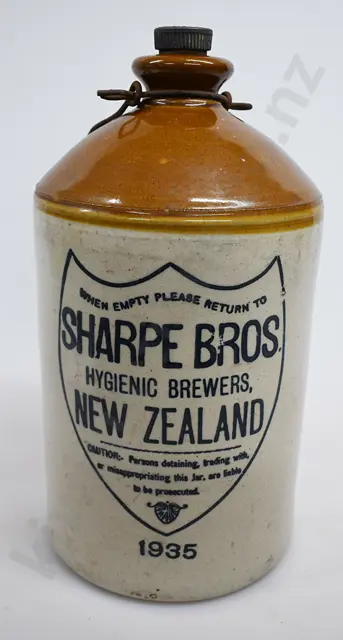 WHEN EMPTY PLEASE RETURN TO
SHARPE BROS.
HYGIENIC BREWERS,
NEW ZEALAND
CAUTION:- Persons detaining, trading with,
or misappropriating this Jar, are liable
to be prosecuted.
1935
.nz